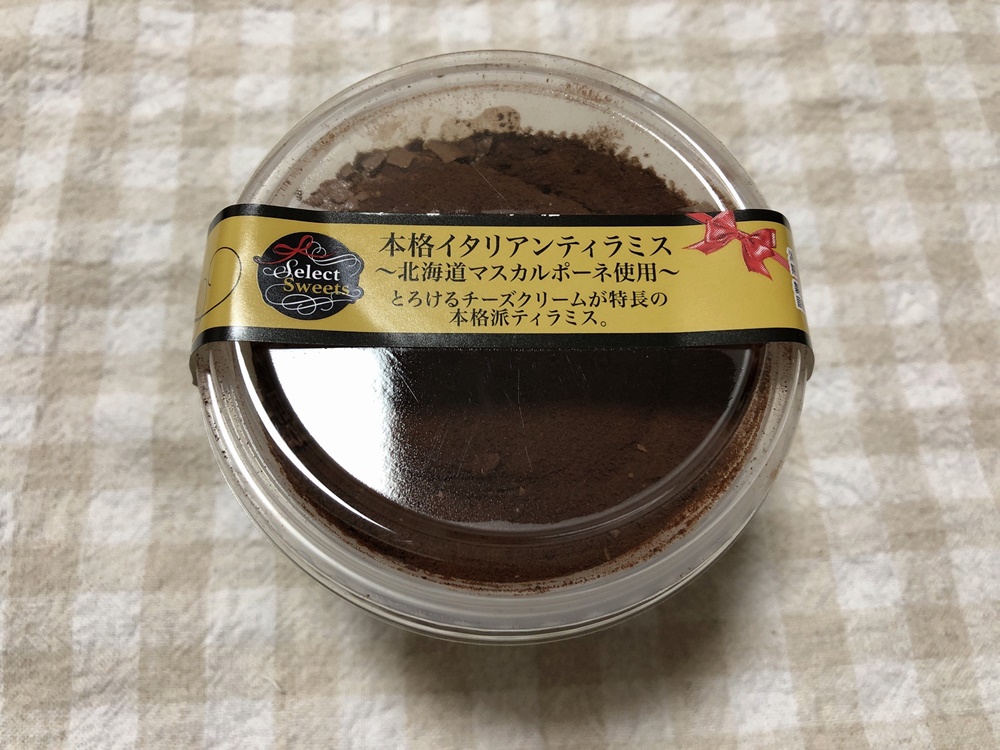 Select
Sweets
本格イタリアンティラミス
〜北海道マスカルポーネ使用〜
とろけるチーズクリームが特長の
本格派ティラミス。